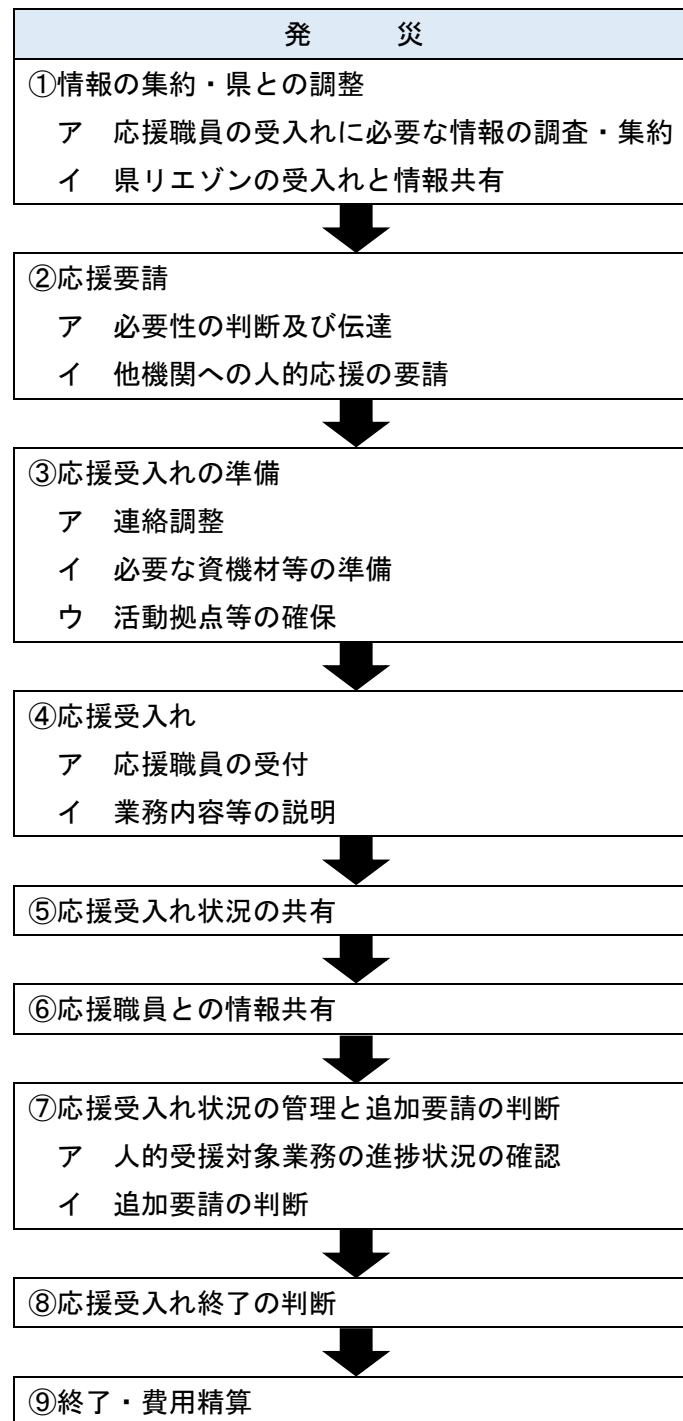 発　　災
①情報の集約・県との調整
ア　応援職員の受入れに必要な情報の調査・集約
イ　県リエゾンの受入れと情報共有
②応援要請
ア　必要性の判断及び伝達
イ　他機関への人的応援の要請
③応援受入れの準備
ア　連絡調整
イ　必要な資機材等の準備
ウ　活動拠点等の確保
④応援受入れ
ア　応援職員の受付
イ　業務内容等の説明
⑤応援受入れ状況の共有
⑥応援職員との情報共有
⑦応援受入れ状況の管理と追加要請の判断
ア　人的受援対象業務の進捗状況の確認
イ　追加要請の判断
⑧応援受入れ終了の判断
⑨終了・費用精算